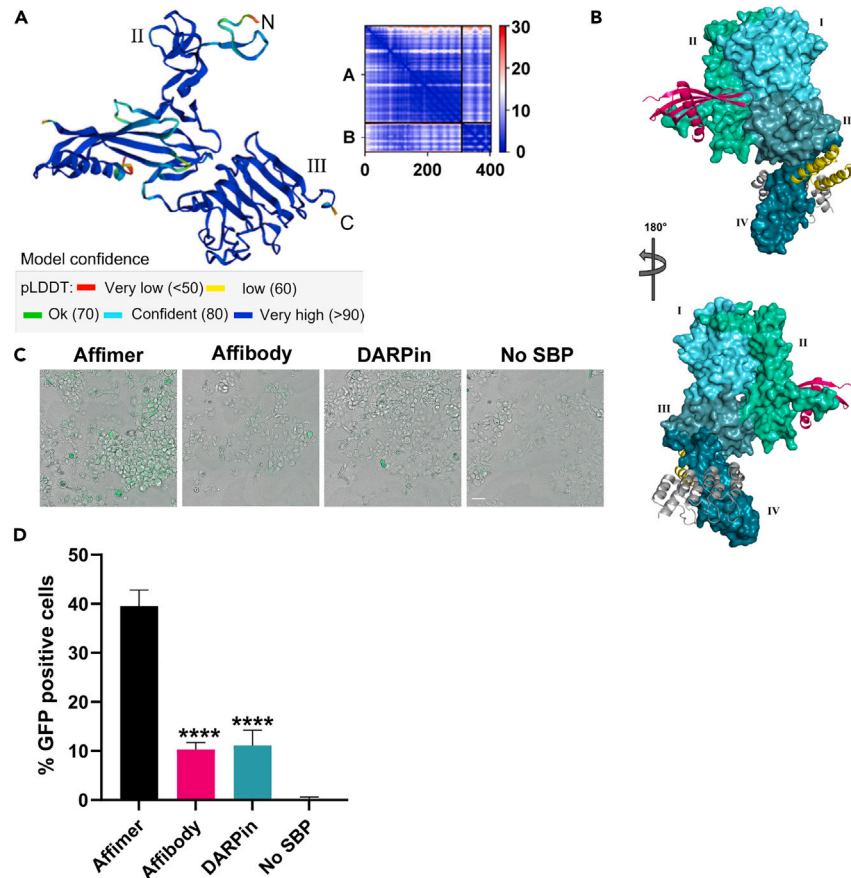 A
II
N
III
C
30
20
10
0
A
B
0
200
400
Model confidence
pLDDT: Very low (<50) low (60)
Ok (70) Confident (80) Very high (>90)
B
I
II
II
IV
180°
I
II
III
IV
C
Affimer Affibody DARPin No SBP
D
% GFP positive cells
50
40
30
20
10
0
****
****
Affimer
Affibody
DARPin
No SBP